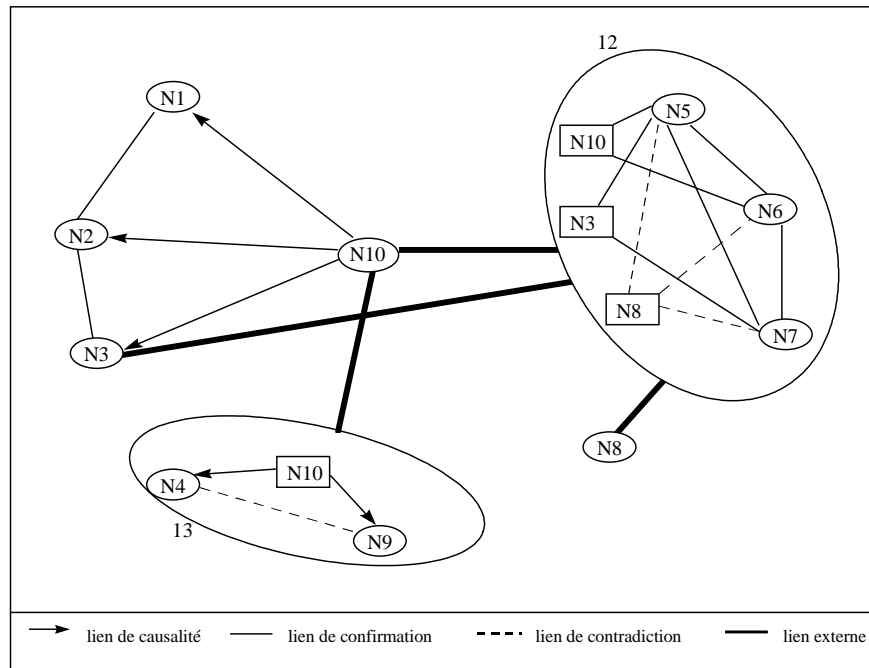 12
N1
N5
N10
N6
N3
N2
N10
N8
N7
N3
N8
N10
N4
N9
13
lien de causalité
lien de confirmation
lien de contradiction
lien externe